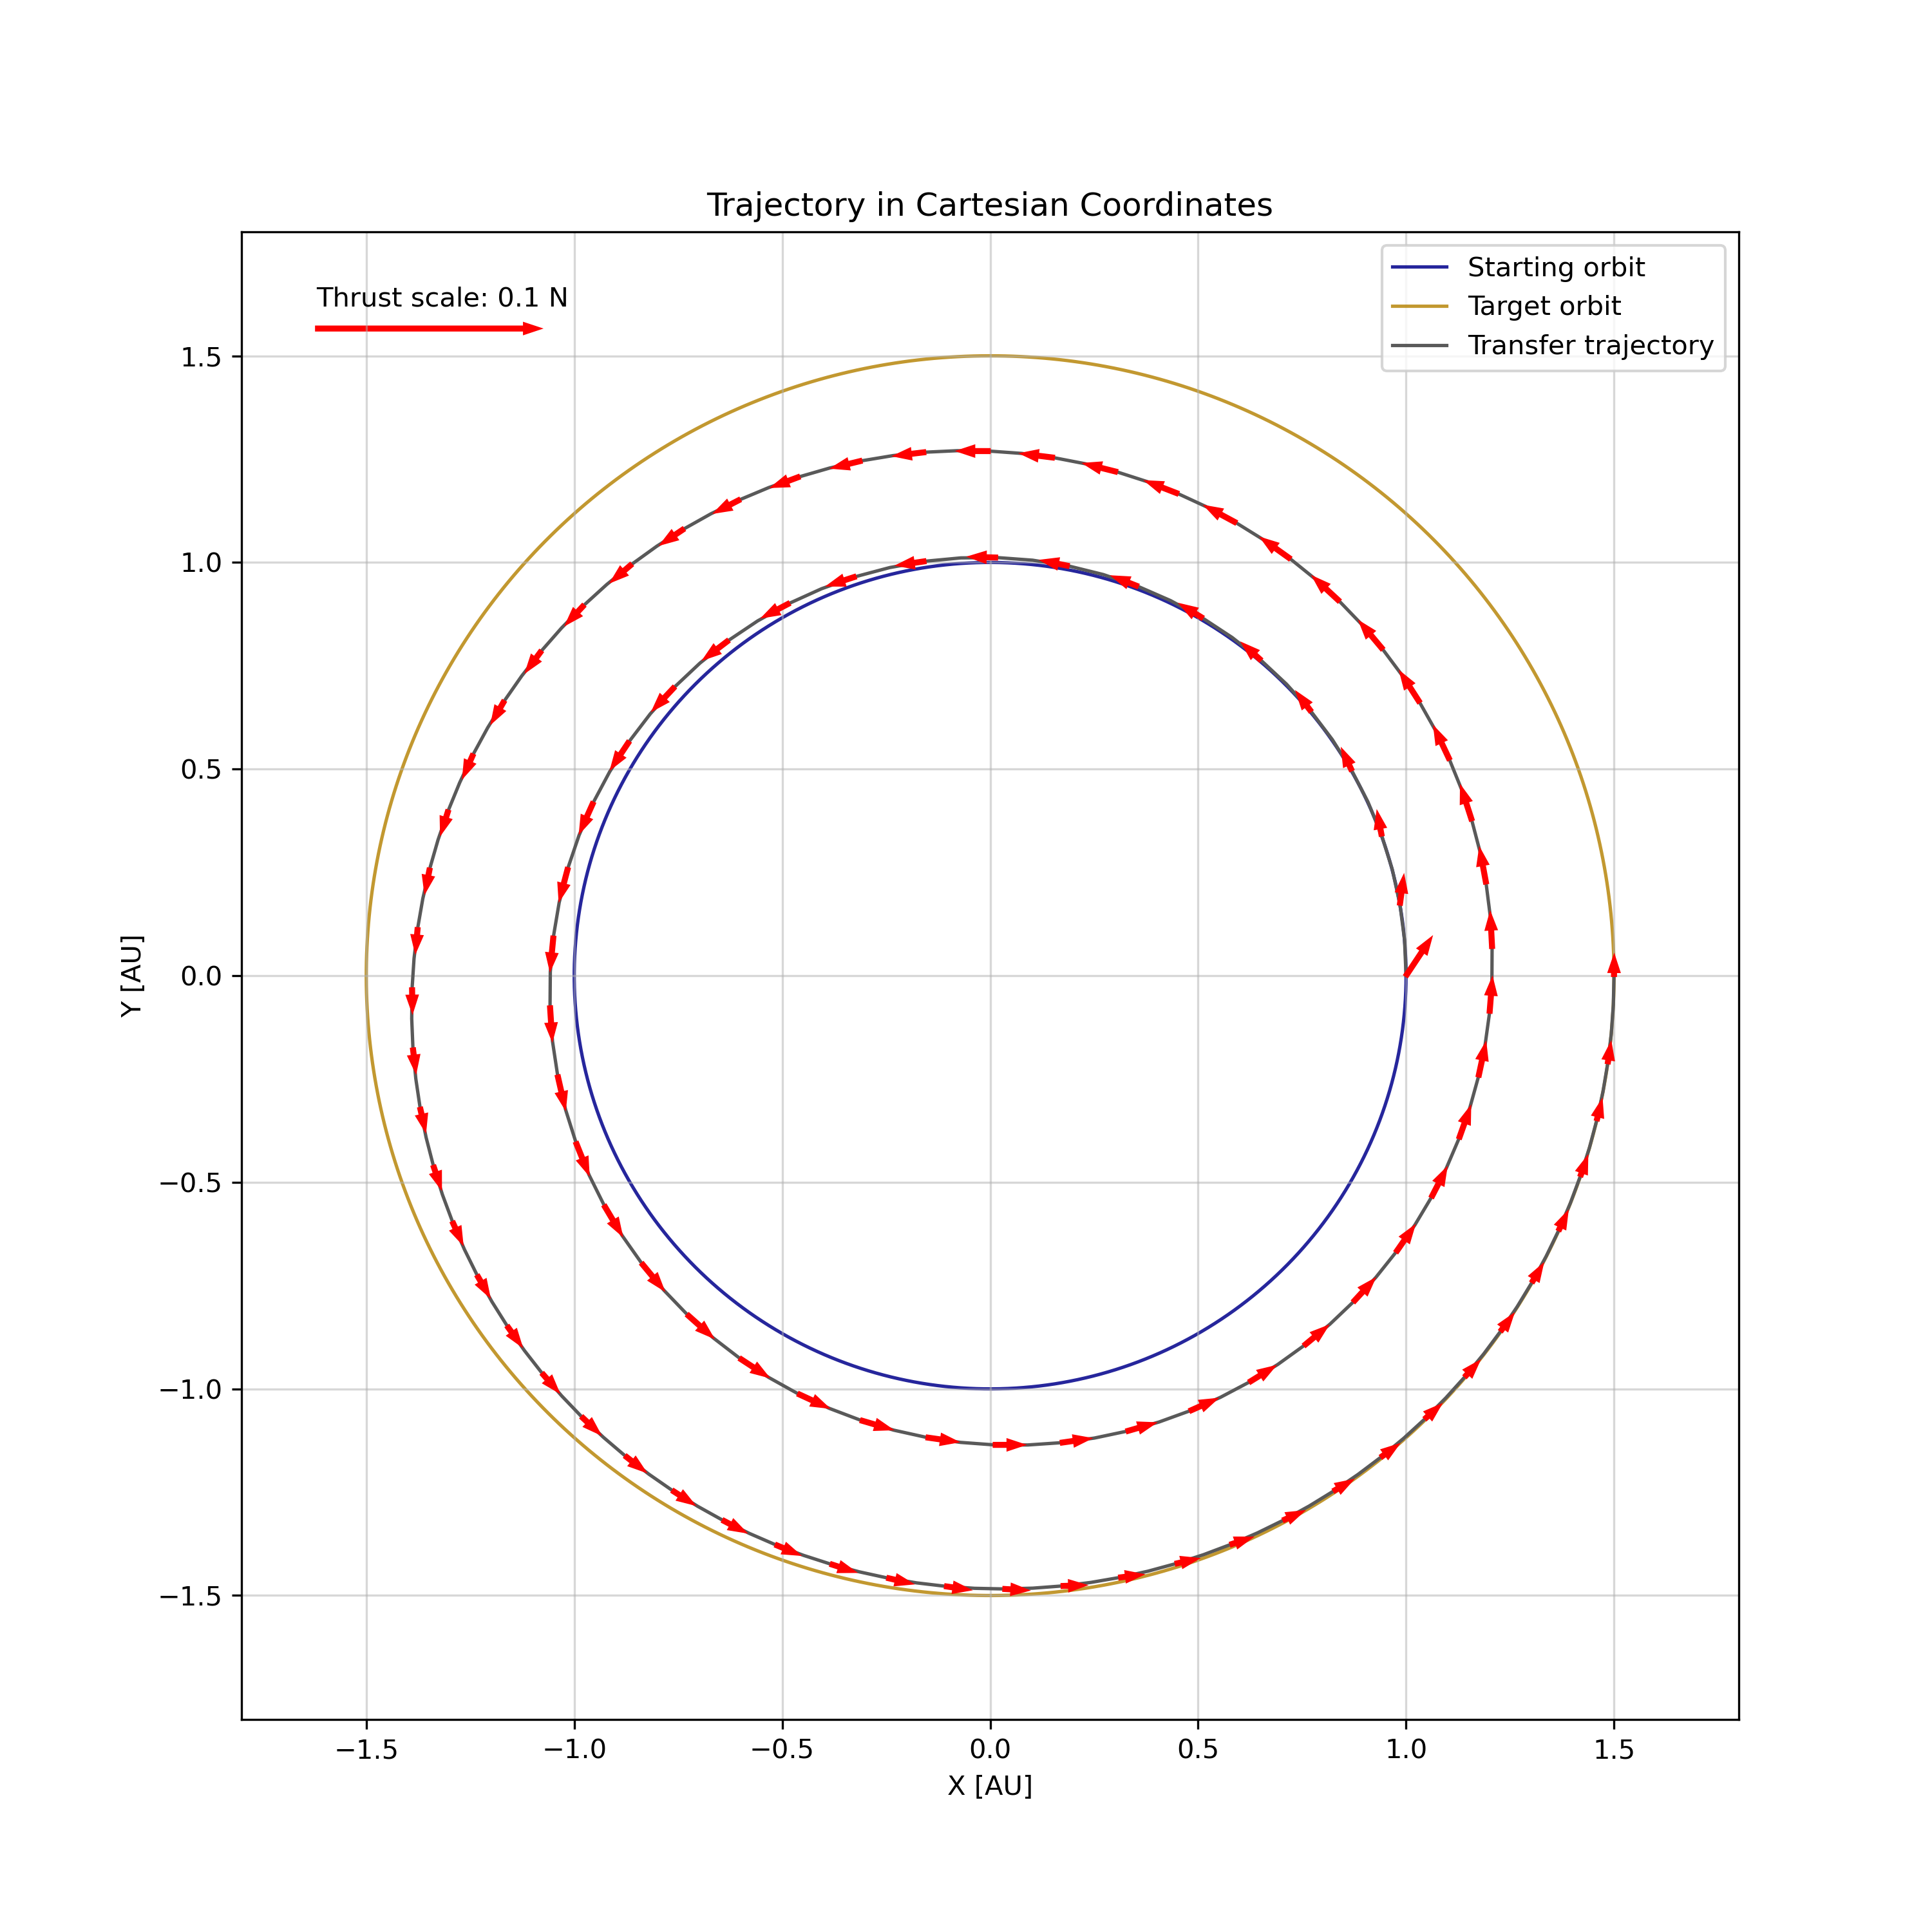 Trajectory in Cartesian Coordinates
Thrust scale: 0.1 N
Starting orbit
Target orbit
Transfer trajectory
1.5
1.0
0.5
0.0
−0.5
−1.0
−1.5
Y [AU]
−1.5
−1.0
−0.5
0.0
0.5
1.0
1.5
X [AU]